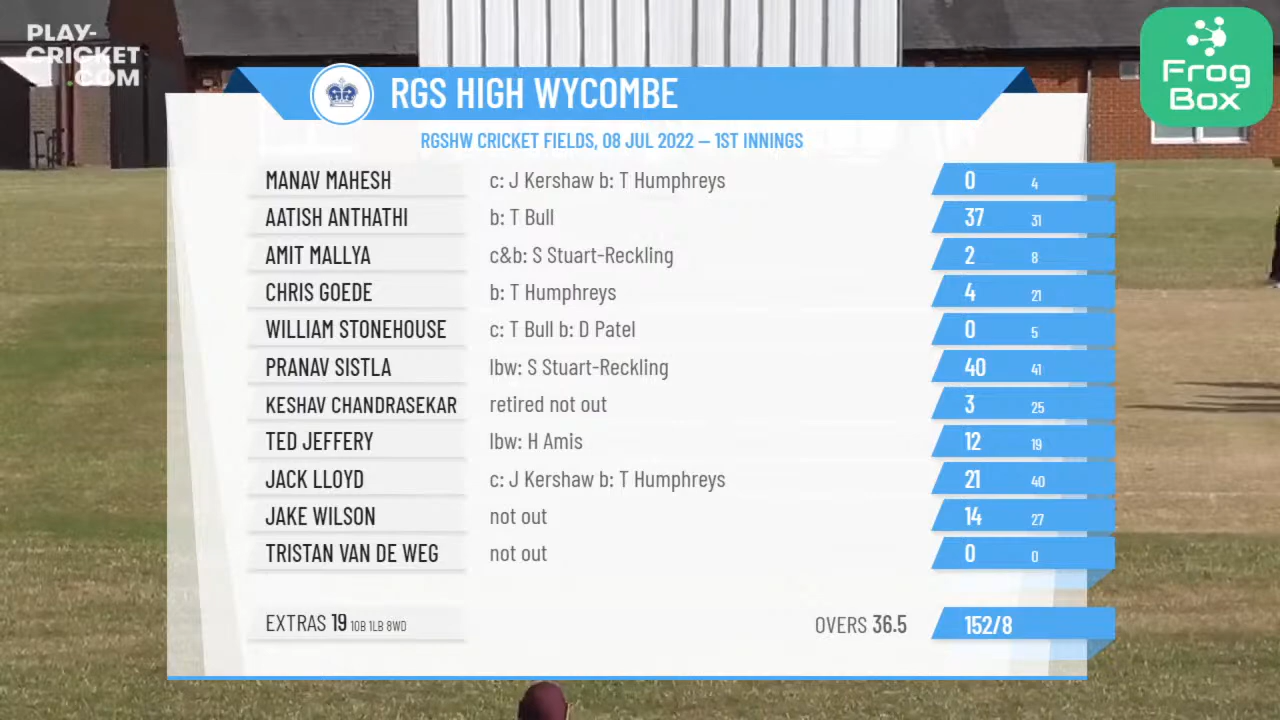 PLAY-
CRICKET
.COM
Frog
Box
RGS HIGH WYCOMBE
RGSHW CRICKET FIELDS, 08 JUL 2022 – 1ST INNINGS
MANAV MAHESH c: J Kershaw b: T Humphreys 0 4
AATISH ANTHATHI b: T Bull 37 31
AMIT MALLYA c&b: S Stuart-Reckling 2 8
CHRIS GOEDE b: T Humphreys 4 21
WILLIAM STONEHOUSE c: T Bull b: D Patel 0 5
PRANAV SISTLA lbw: S Stuart-Reckling 40 41
KESHAV CHANDRASEKAR retired not out 3 25
TED JEFFERY lbw: H Amis 12 19
JACK LLOYD c: J Kershaw b: T Humphreys 21 40
JAKE WILSON not out 14 27
TRISTAN VAN DE WEG not out 0 0
EXTRAS 19 10B 1LB 8WD OVERS 36.5 152/8